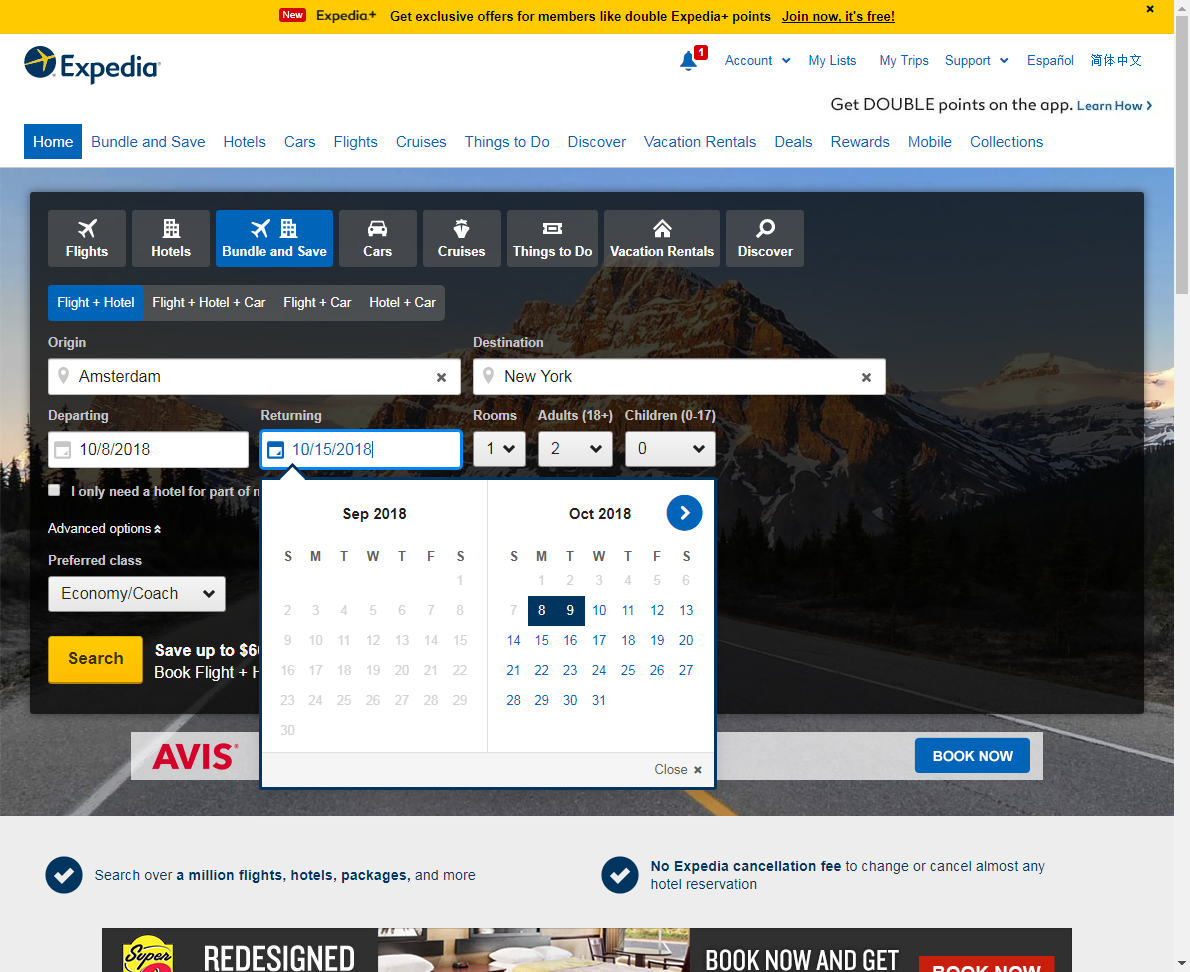 New Expedia+ Get exclusive offers for members like double Expedia+ points Join now, it's free!
Expedia
1 Account My Lists My Trips Support Español 简体中文
Get DOUBLE points on the app. Learn How
Home Bundle and Save Hotels Cars Flights Cruises Things to Do Discover Vacation Rentals Deals Rewards Mobile Collections
Flights Hotels Bundle and Save Cars Cruises Things to Do Vacation Rentals Discover
Flight + Hotel Flight + Hotel + Car Flight + Car Hotel + Car
Origin Destination
Amsterdam New York
Departing Returning Rooms Adults (18+) Children (0-17)
10/8/2018 10/15/2018 1 2 0
I only need a hotel for part of
Advanced options
Preferred class
Economy/Coach
Search
Save up to $6
Book Flight +
Sep 2018
S M T W T F S
1
2 3 4 5 6 7 8
9 10 11 12 13 14 15
16 17 18 19 20 21 22
23 24 25 26 27 28 29
30
Oct 2018
S M T W T F S
1 2 3 4 5 6
7 8 9 10 11 12 13
14 15 16 17 18 19 20
21 22 23 24 25 26 27
28 29 30 31
Close
AVIS BOOK NOW
Search over a million flights, hotels, packages, and more
No Expedia cancellation fee to change or cancel almost any
hotel reservation
Super
REDESIGNED
BOOK NOW AND GET
BOOK NOW